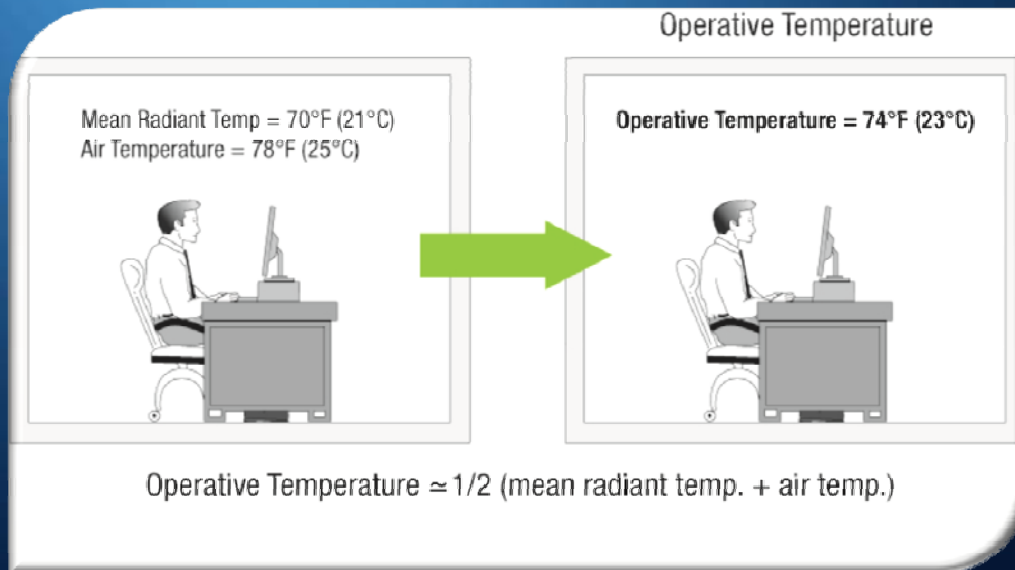 Operative Temperature
Mean Radiant Temp = 70°F (21°C)
Air Temperature = 78°F (25°C)
Operative Temperature = 74°F (23°C)
Operative Temperature ≃ 1/2 (mean radiant temp. + air temp.)